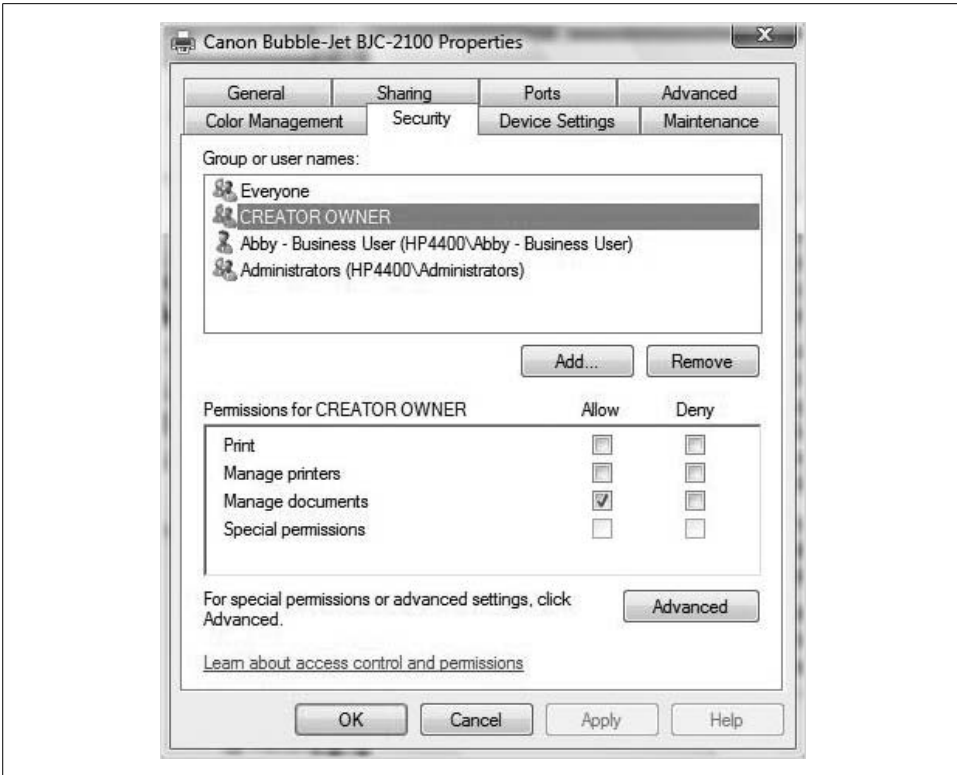 Canon Bubble-Jet BJC-2100 Properties
General Sharing Ports Advanced
Color Management Security Device Settings Maintenance
Group or user names:
Everyone
CREATOR OWNER
Abby - Business User (HP4400\Abby - Business User)
Administrators (HP4400\Administrators)
Add... Remove
Permissions for CREATOR OWNER Allow Deny
Print
Manage printers
Manage documents
Special permissions
For special permissions or advanced settings, click
Advanced.
Advanced
Learn about access control and permissions
OK Cancel Apply Help